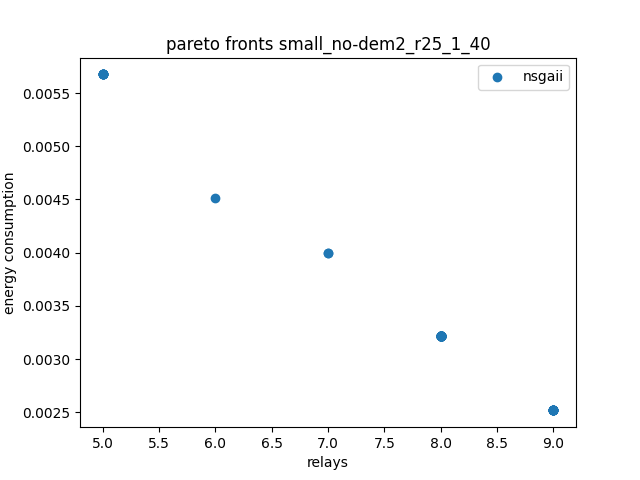 pareto fronts small_no-dem2_r25_1_40
nsgaii
energy consumption
0.0055
0.0050
0.0045
0.0040
0.0035
0.0030
0.0025
5.0 5.5 6.0 6.5 7.0 7.5 8.0 8.5 9.0
relays